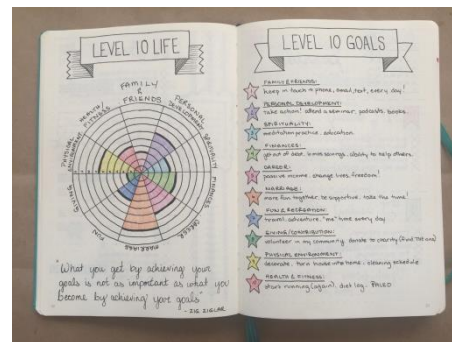 LEVEL 10 LIFE
FAMILY
&
FRIENDS
PERSONAL
DEVELOPMENT
SPIRITUALITY
FINANCES
CAREER
MARRIAGE
FUN
GIVING
PHYSICAL
ENVIRONMENT
HEALTH/
FITNESS
"What you get by achieving your
goals is not as important as what you
become by achieving your goals"
- ZIG ZIGLAR
LEVEL 10 GOALS
FAMILY & FRIENDS:
keep in touch - phone, email, text, every day!
PERSONAL DEVELOPMENT:
take action! attend a seminar, podcasts, books.
SPIRITUALITY:
meditation practice, education
FINANCES:
get out of debt, savings, ability to help others.
CAREER:
passive income, change lives, freedom!
MARRIAGE:
more fun together, be supportive, take the time!
FUN & RECREATION:
travel, adventure, "me" time every day
GIVING/CONTRIBUTION:
volunteer in my community, donate to charity (find the one)
PHYSICAL ENVIRONMENT:
decorate, turn house into home, cleaning schedule
HEALTH & FITNESS:
start running (again), diet log, PALEO